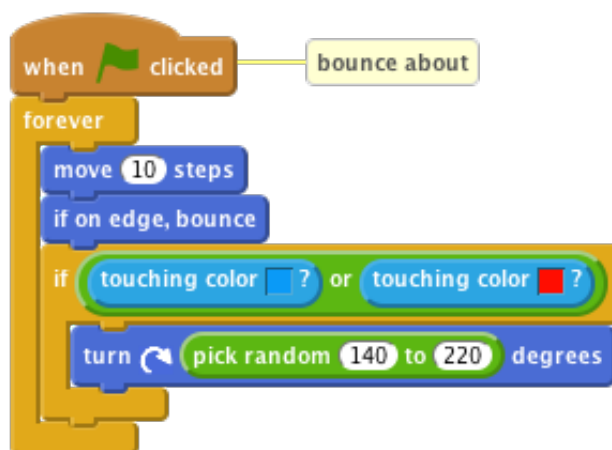 when clicked bounce about
forever
move 10 steps
if on edge, bounce
if touching color ? or touching color ?
turn pick random 140 to 220 degrees